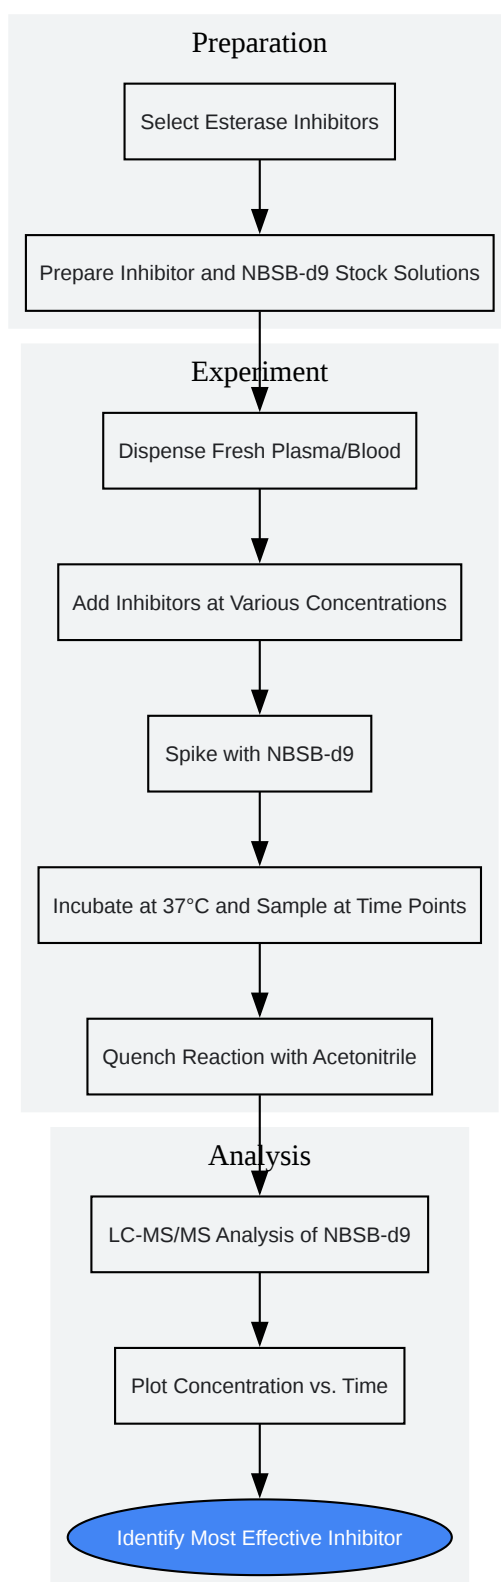 Preparation
Select Esterase Inhibitors
Prepare Inhibitor and NBSB-d9 Stock Solutions
Experiment
Dispense Fresh Plasma/Blood
Add Inhibitors at Various Concentrations
Spike with NBSB-d9
Incubate at 37°C and Sample at Time Points
Quench Reaction with Acetonitrile
Analysis
LC-MS/MS Analysis of NBSB-d9
Plot Concentration vs. Time
Identify Most Effective Inhibitor